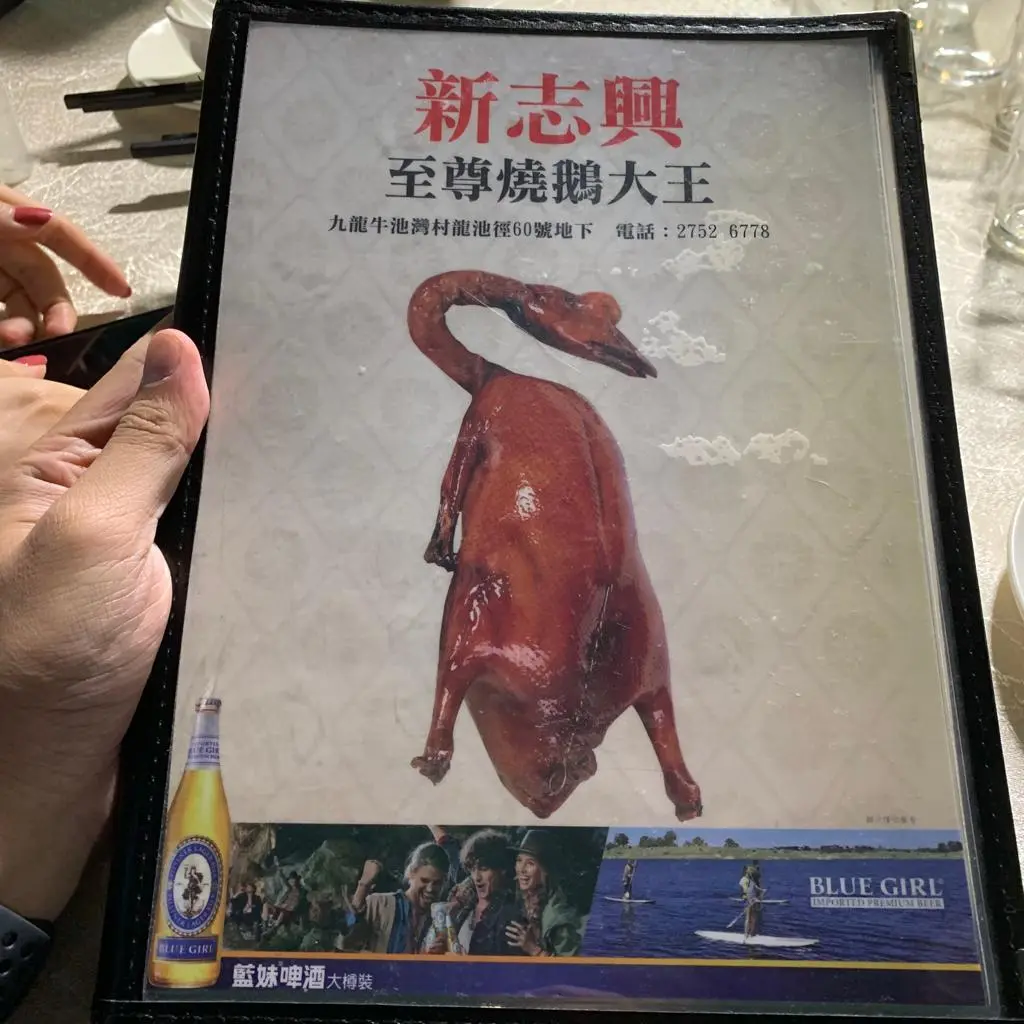 新志興
至尊燒鵝大王
九龍牛池灣村龍池徑60號地下 電話：2752 6778
BLUE GIRL
IMPORTED PREMIUM BEER
BLUE GIRL
藍妹啤酒大樽裝